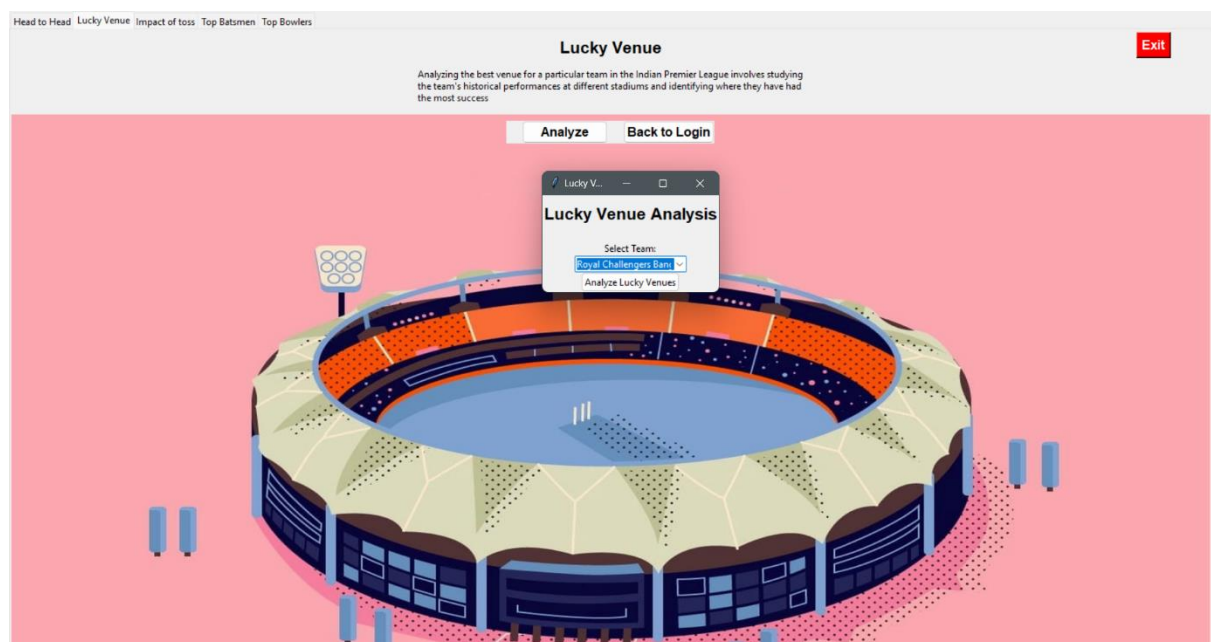 Head to Head Lucky Venue Impact of toss Top Batsmen Top Bowlers
Lucky Venue
Exit
Analyzing the best venue for a particular team in the Indian Premier League involves studying
the team's historical performances at different stadiums and identifying where they have had
the most success
Analyze Back to Login
Lucky V...
Lucky Venue Analysis
Select Team:
Royal Challengers Bang
Analyze Lucky Venues